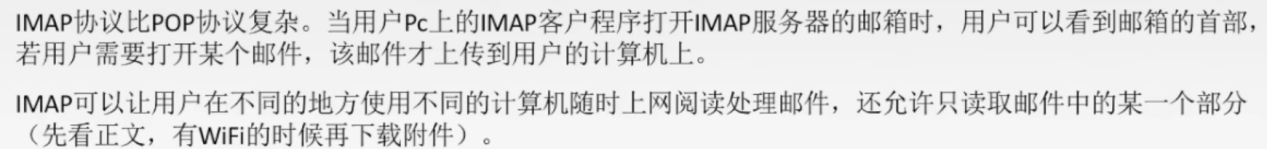 IMAP协议比POP协议复杂。当用户Pc上的IMAP客户程序打开IMAP服务器的邮箱时，用户可以看到邮箱的首部，
若用户需要打开某个邮件，该邮件才上传到用户的计算机上。
IMAP可以让用户在不同的地方使用不同的计算机随时上网阅读处理邮件，还允许只读取邮件中的某一个部分
（先看正文，有WiFi的时候再下载附件）。